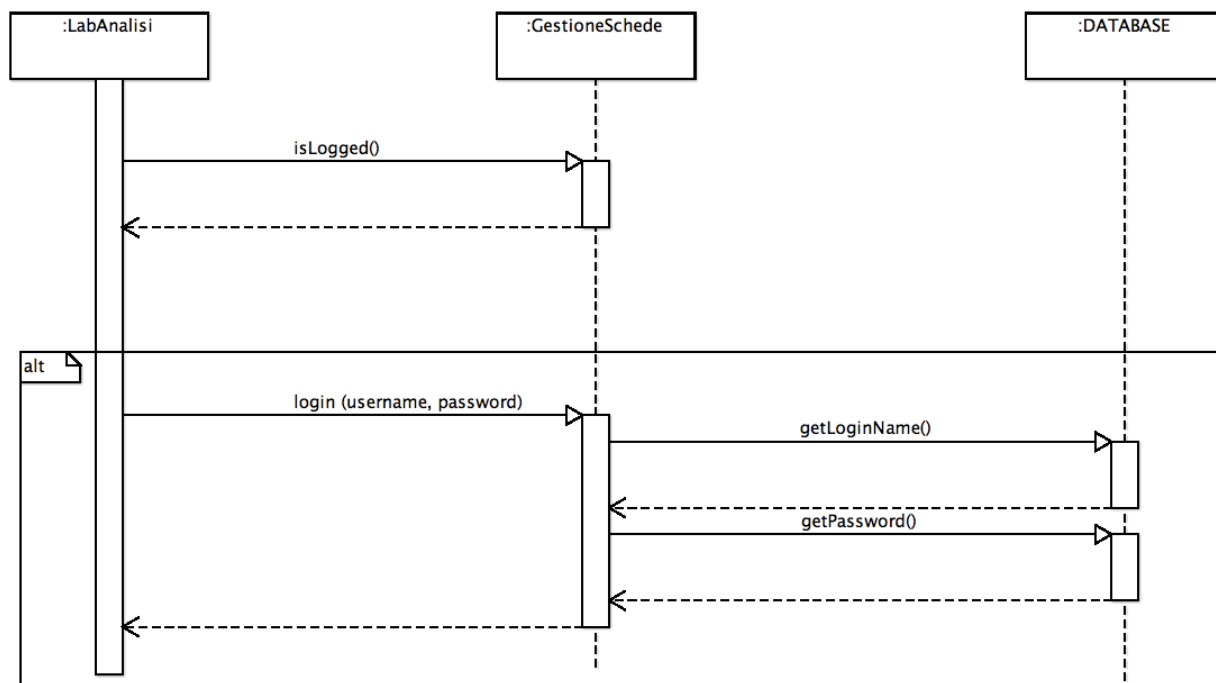 :LabAnalisi
:GestioneSchede
:DATABASE
isLogged()
alt
login (username, password)
getLoginName()
getPassword()